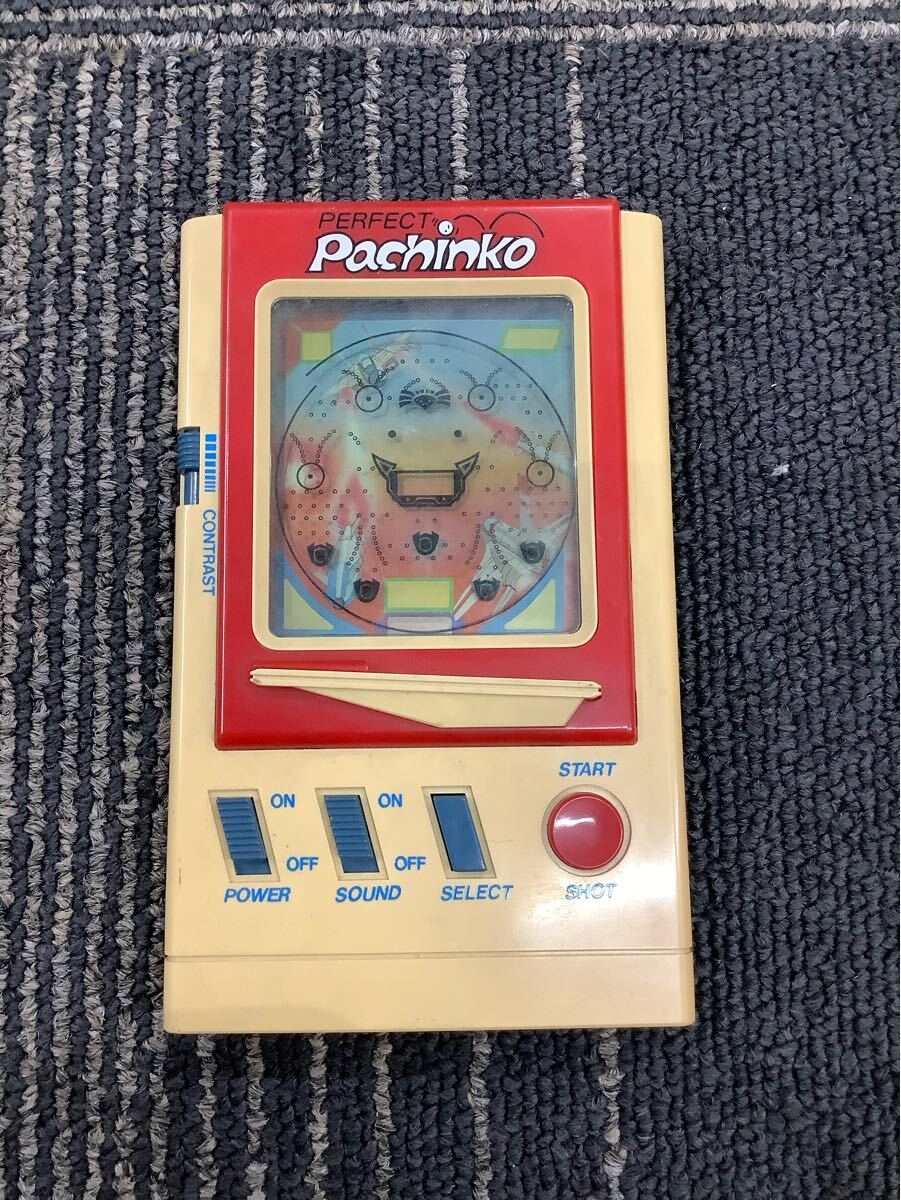 PERFECT
Pachinko
CONTRAST
START
ON
ON
OFF
OFF
POWER
SOUND
SELECT
SHOT